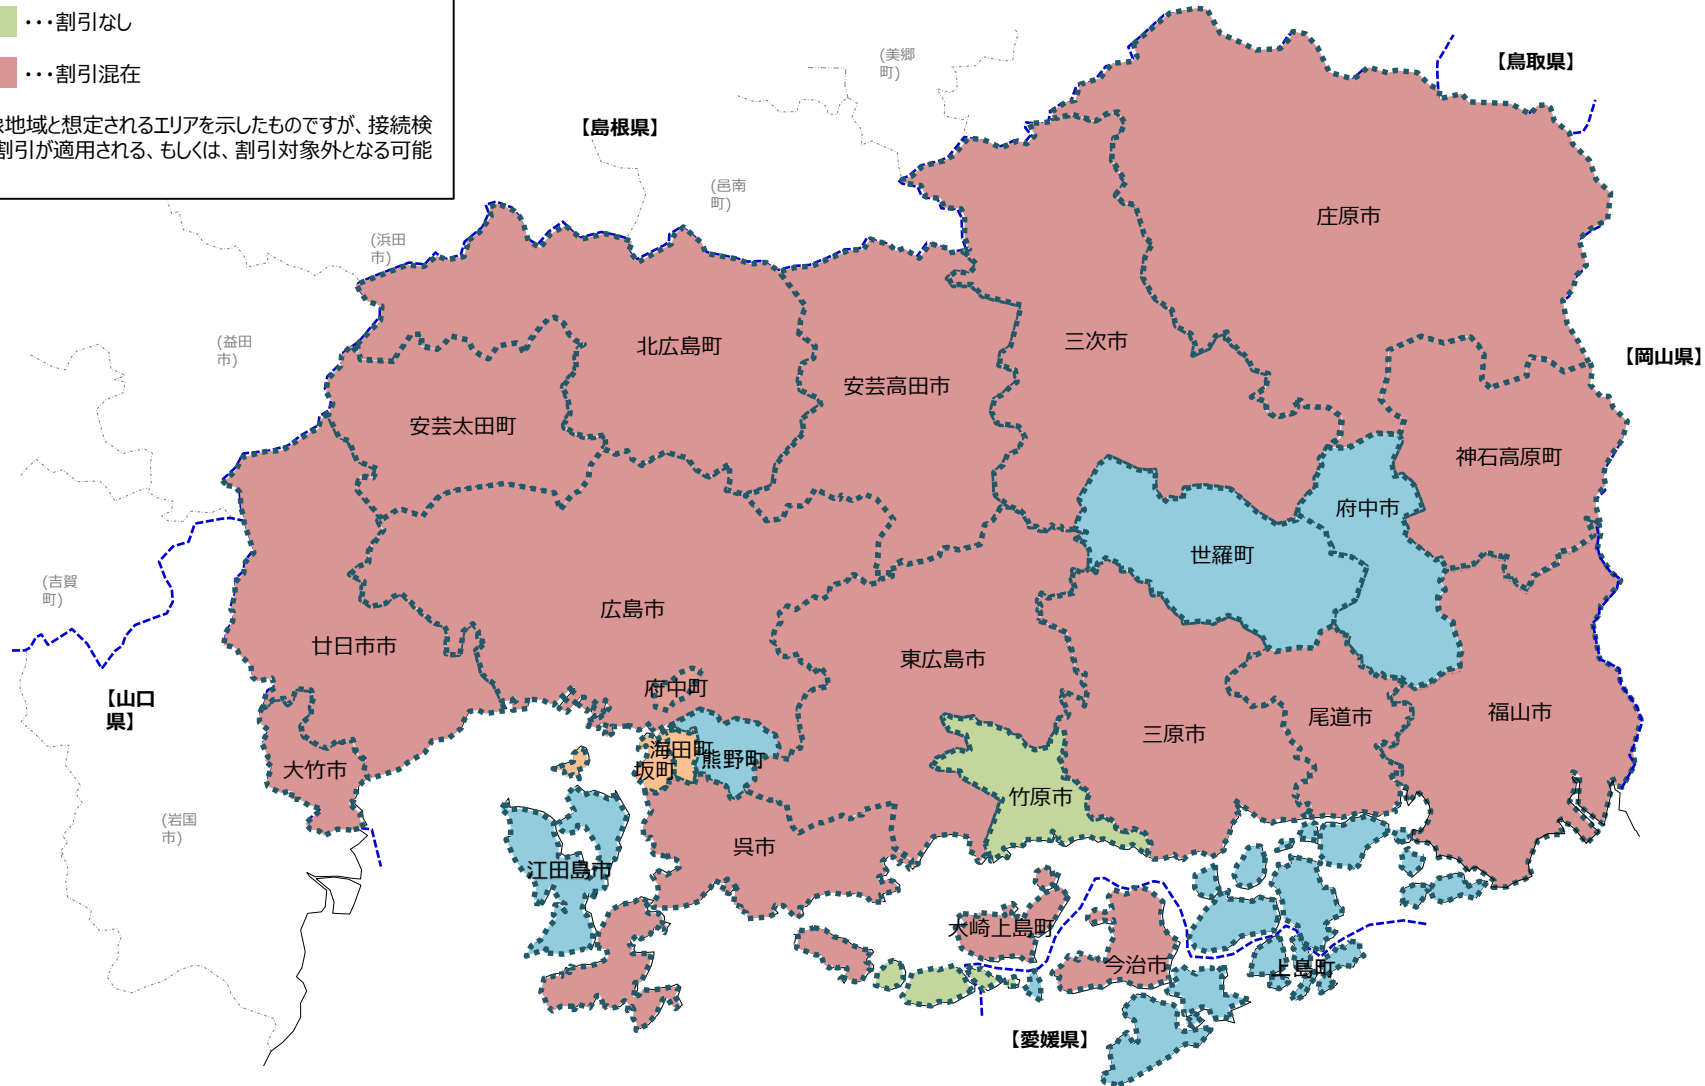 ・・・割引なし
・・・割引混在
地域と想定されるエリアを示したものですが、接続検
割引が適用される、もしくは、割引対象外となる可能
(美郷
町)
【鳥取県】
【島根県】
(邑南
町)
庄原市
(浜田
市)
(益田
市)
北広島町
三次市
【岡山県】
安芸高田市
安芸太田町
神石高原町
府中市
世羅町
(吉賀
町)
広島市
廿日市市
東広島市
府中町
【山口
県】
尾道市
福山市
三原市
海田町
熊野町
坂町
大竹市
竹原市
(岩国
市)
呉市
江田島市
大崎上島町
今治市
上島町
【愛媛県】